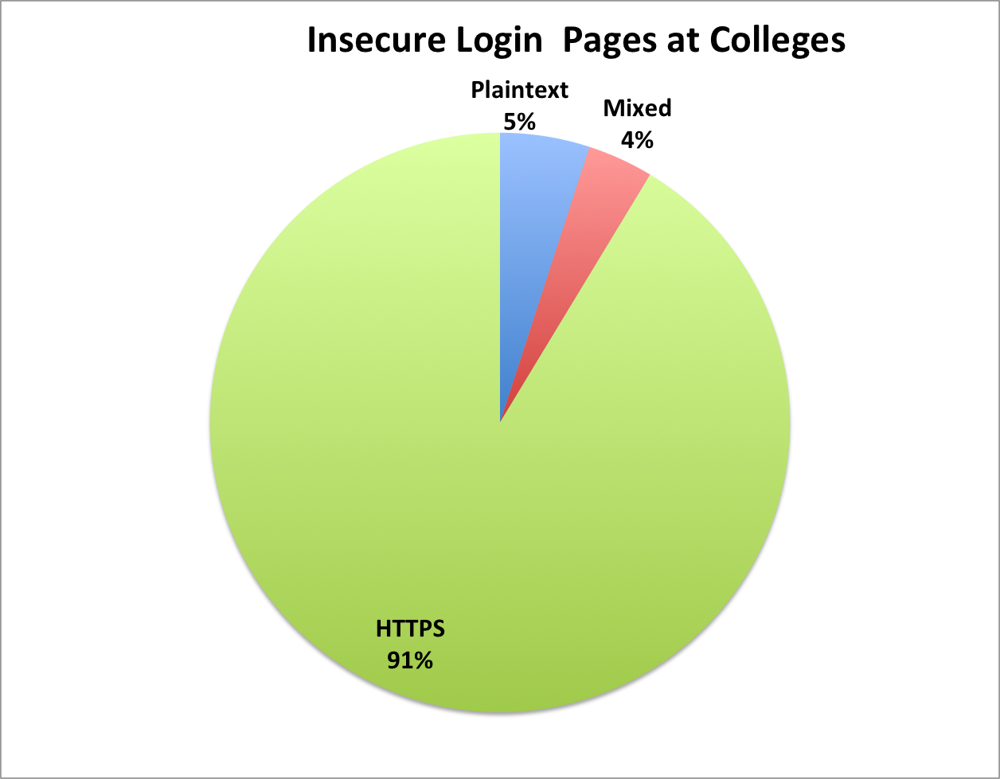 Insecure Login  Pages at Colleges
Plaintext
5%
Mixed
4%
HTTPS
91%